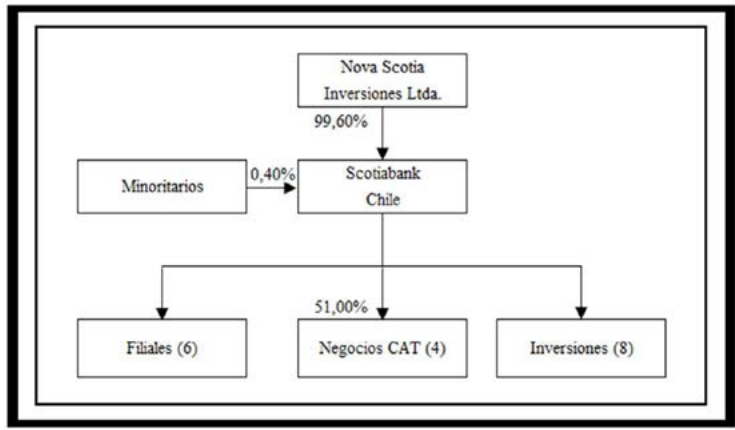 Nova Scotia
Inversiones Ltda.
99,60%
Minoritarios
0,40%
Scotiabank
Chile
51,00%
Filiales (6)
Negocios CAT (4)
Inversiones (8)